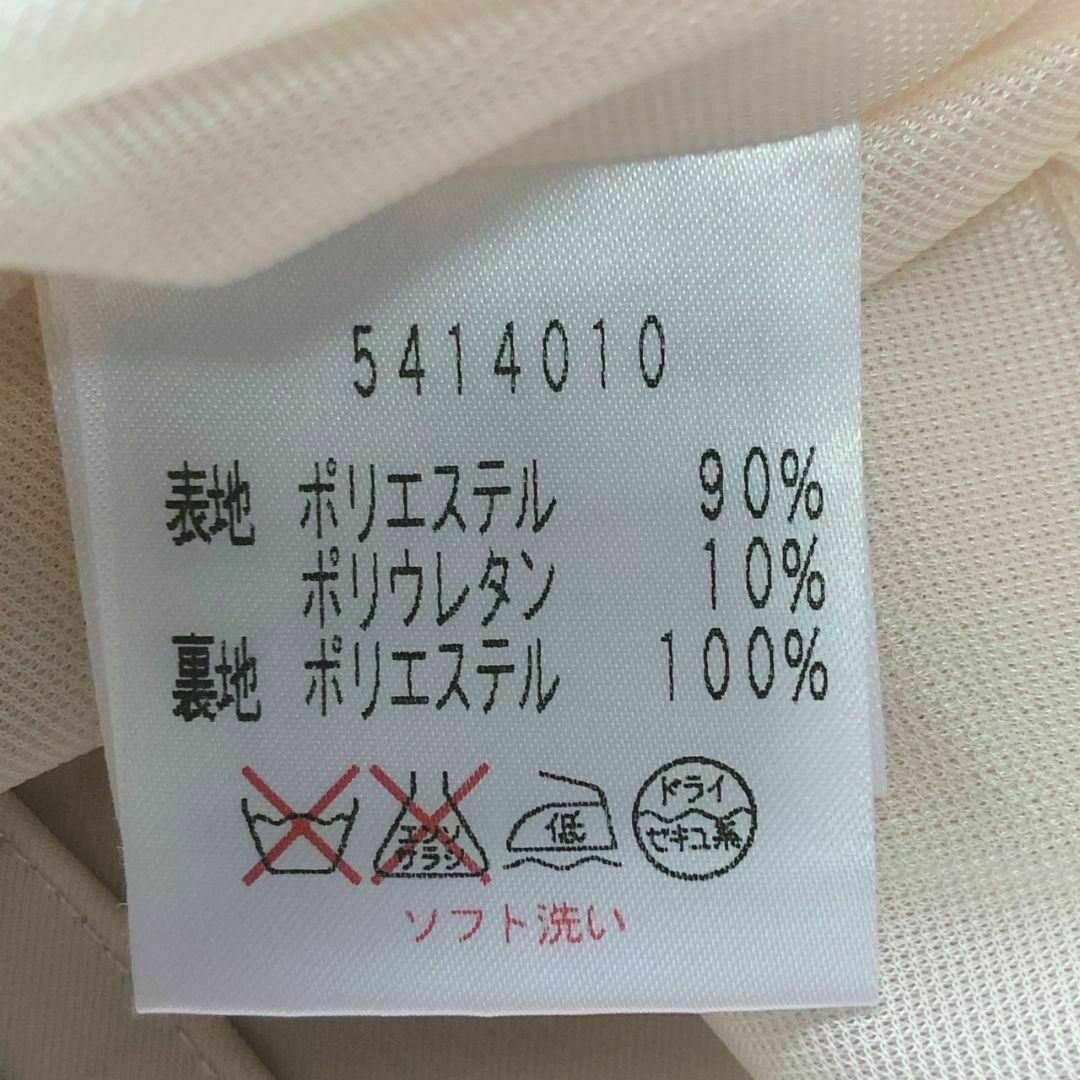 5414010
表地 ポリエステル 90%
ポリウレタン 10%
裏地 ポリエステル 100%
エンソ
サラシ
低
ドライ
セキユ系
ソフト洗い